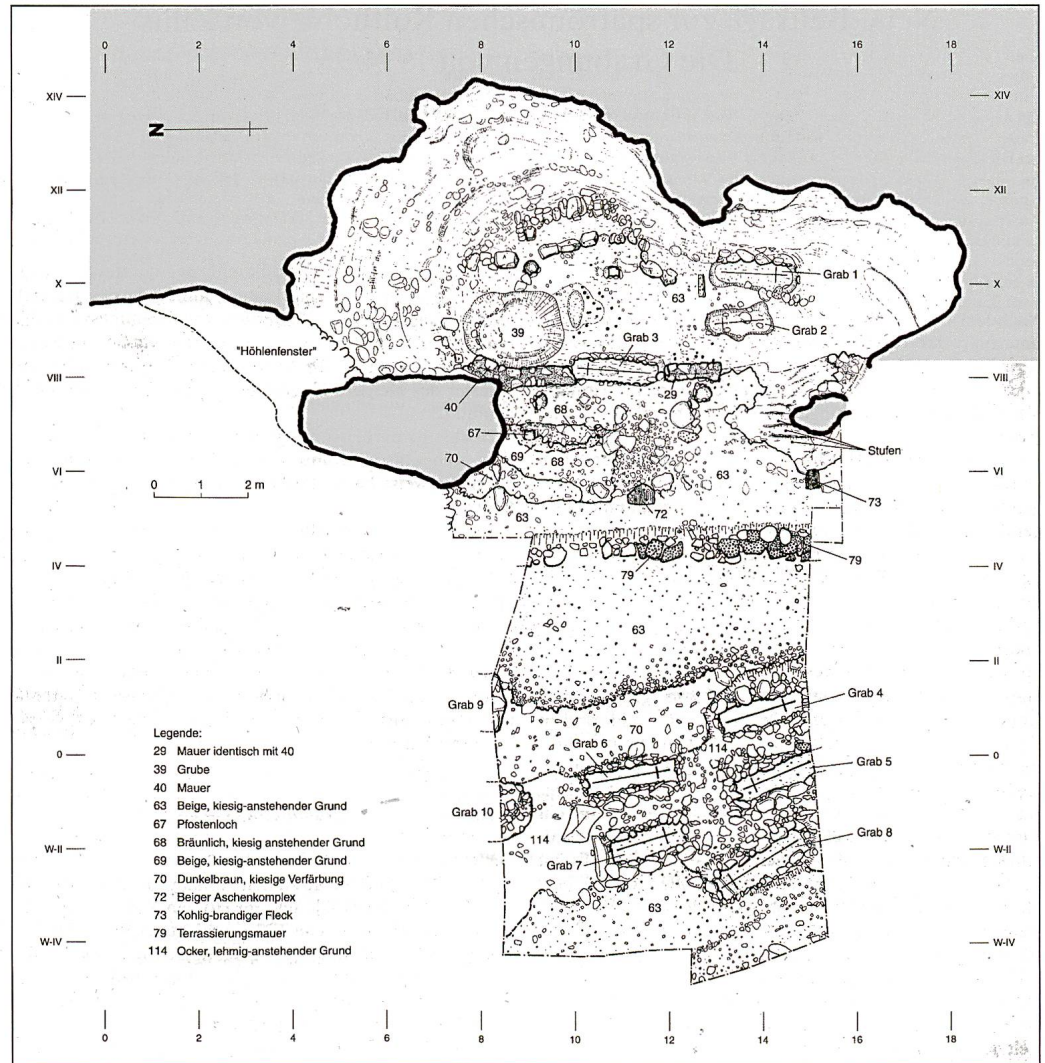 0 2 4 6 8 10 12 14 16 18
XIV XIV
N
XII XII
X X
Grab 1
63
Grab 2
39
Grab 3
"Höhlenfenster"
VIII VIII
40
29
68
67
Stufen
69
68
70
VI VI
63
0 1 2 m
73
72
63
79
79
IV IV
63
II II
Grab 4
Grab 9
70
Grab 6
114
0 0
Grab 5
Grab 10
Grab 8
114
W-II W-II
Grab 7
63
W-IV W-IV
Legende:
29 Mauer identisch mit 40
39 Grube
40 Mauer
63 Beige, kiesig-anstehender Grund
67 Pfostenloch
68 Bräunlich, kiesig anstehender Grund
69 Beige, kiesig-anstehender Grund
70 Dunkelbraun, kiesige Verfärbung
72 Beiger Aschenkomplex
73 Kohlig-brandiger Fleck
79 Terrassierungsmauer
114 Ocker, lehmig-anstehender Grund
0 2 4 6 8 10 12 14 16 18